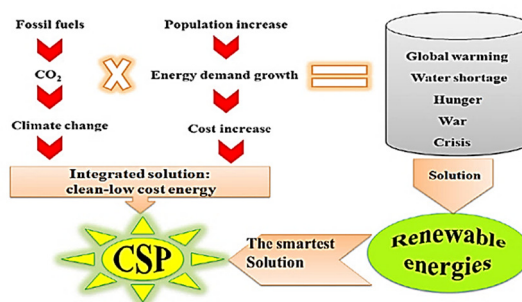 Fossil fuels
CO₂
Climate change
Population increase
Energy demand growth
Cost increase
Global warming
Water shortage
Hunger
War
Crisis
Integrated solution:
clean-low cost energy
Solution
CSP
The smartest
Solution
Renewable
energies